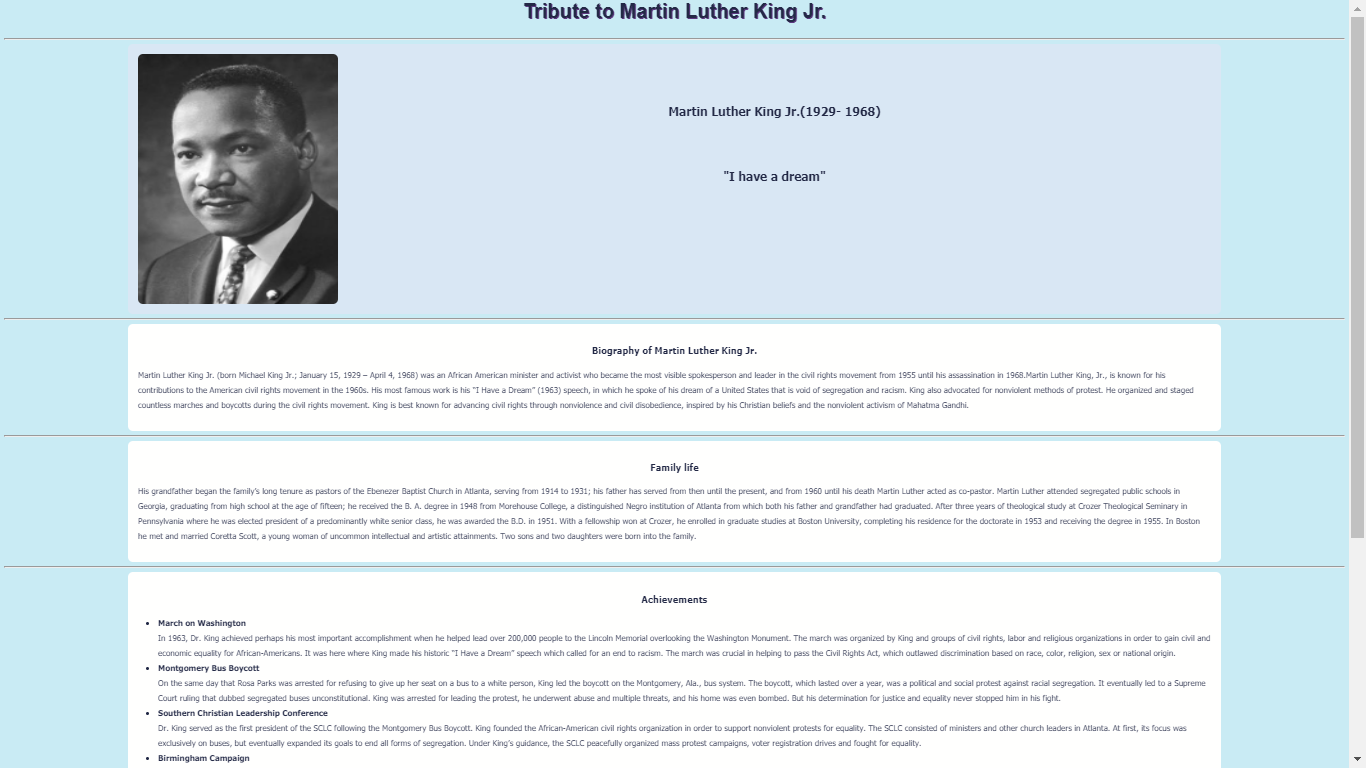 Tribute to Martin Luther King Jr.
Martin Luther King Jr.(1929- 1968)
"I have a dream"
Biography of Martin Luther King Jr.
Martin Luther King Jr. (born Michael King Jr.; January 15, 1929 – April 4, 1968) was an African American minister and activist who became the most visible spokesperson and leader in the civil rights movement from 1955 until his assassination in 1968.Martin Luther King, Jr., is known for his
contributions to the American civil rights movement in the 1960s. His most famous work is his "I Have a Dream" (1963) speech, in which he spoke of his dream of a United States that is void of segregation and racism. King also advocated for nonviolent methods of protest. He organized and staged
countless marches and boycotts during the civil rights movement. King is best known for advancing civil rights through nonviolence and civil disobedience, inspired by his Christian beliefs and the nonviolent activism of Mahatma Gandhi.
Family life
His grandfather began the family's long tenure as pastors of the Ebenezer Baptist Church in Atlanta, serving from 1914 to 1931; his father has served from then until the present, and from 1960 until his death Martin Luther acted as co-pastor. Martin Luther attended segregated public schools in
Georgia, graduating from high school at the age of fifteen; he received the B. A. degree in 1948 from Morehouse College, a distinguished Negro institution of Atlanta from which both his father and grandfather had graduated. After three years of theological study at Crozer Theological Seminary in
Pennsylvania where he was elected president of a predominantly white senior class, he was awarded the B.D. in 1951. With a fellowship won at Crozer, he enrolled in graduate studies at Boston University, completing his residence for the doctorate in 1953 and receiving the degree in 1955. In Boston
he met and married Coretta Scott, a young woman of uncommon intellectual and artistic attainments. Two sons and two daughters were born into the family.
Achievements
• March on Washington
In 1963, Dr. King achieved perhaps his most important accomplishment when he helped lead over 200,000 people to the Lincoln Memorial overlooking the Washington Monument. The march was organized by King and groups of civil rights, labor and religious organizations in order to gain civil and
economic equality for African-Americans. It was here where King made his historic "I Have a Dream" speech which called for an end to racism. The march was crucial in helping to pass the Civil Rights Act, which outlawed discrimination based on race, color, religion, sex or national origin.
• Montgomery Bus Boycott
On the same day that Rosa Parks was arrested for refusing to give up her seat on a bus to a white person, King led the boycott on the Montgomery, Ala., bus system. The boycott, which lasted over a year, was a political and social protest against racial segregation. It eventually led to a Supreme
Court ruling that dubbed segregated buses unconstitutional. King was arrested for leading the protest, he underwent abuse and multiple threats, and his home was even bombed. But his determination for justice and equality never stopped him in his fight.
• Southern Christian Leadership Conference
Dr. King served as the first president of the SCLC following the Montgomery Bus Boycott. King founded the African-American civil rights organization in order to support nonviolent protests for equality. The SCLC consisted of ministers and other church leaders in Atlanta. At first, its focus was
exclusively on buses, but eventually expanded its goals to end all forms of segregation. Under King's guidance, the SCLC peacefully organized mass protest campaigns, voter registration drives and fought for equality.
• Birmingham Campaign